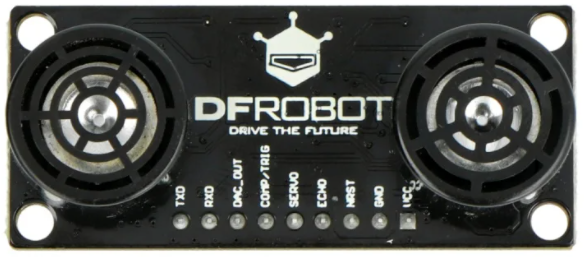 DFROBOT
DRIVE THE FUTURE
TXD
RXD
DAC_OUT
COMP/TRIG
SERVO
ECHO
NRST
GND
VCC